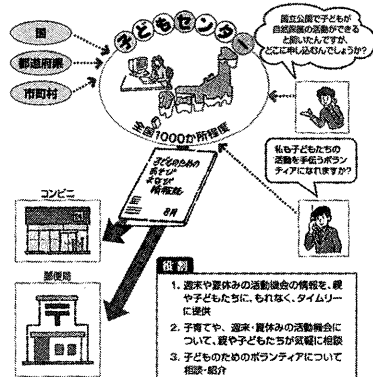 国
都道府県
市町村
子どもセンター
全国1000か所程度
国立公園で子どもが
自然保護の活動ができる
と聞いたんですが、
どこに申し込むんでしょうか?
私も子どもたちの
活動を手伝うボラン
ティアになれますか?
子どものための
あそび
まなび
情報誌
8月
コンビニ
郵便局
役割
1. 週末や夏休みの活動機会の情報を、親
や子どもたちに、もれなく、タイムリー
に提供
2. 子育てや、週末・夏休みの活動機会に
ついて、親や子どもたちが気軽に相談
3. 子どものためのボランティアについて
相談・紹介